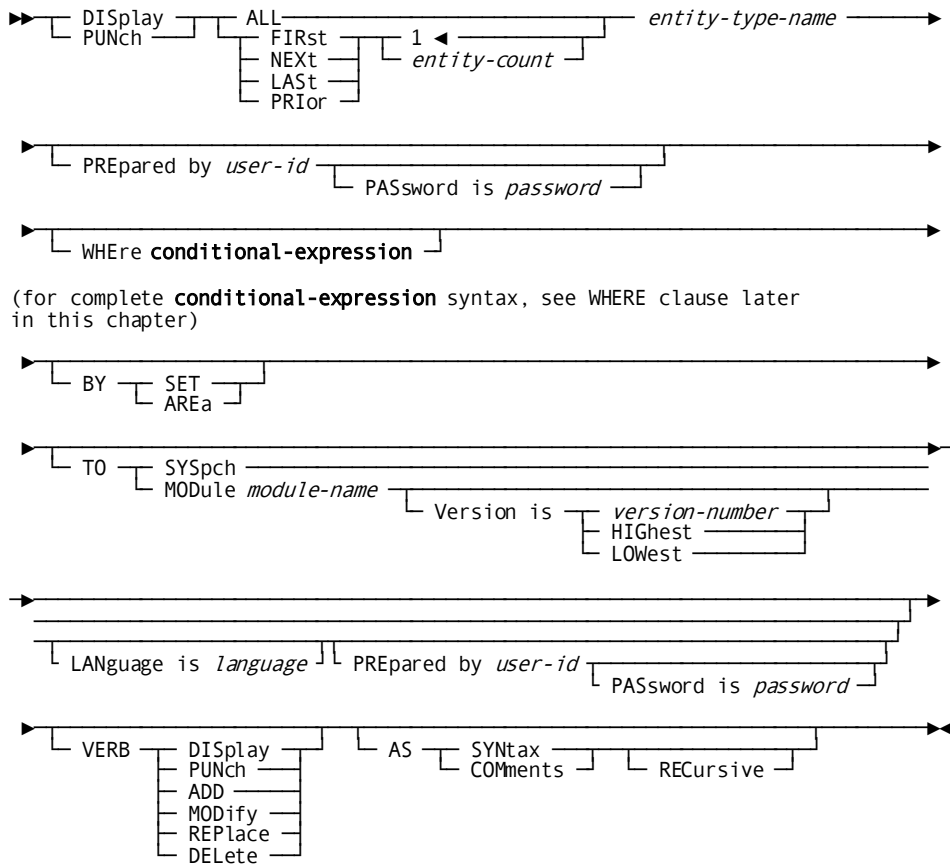 DISplay ALL entity-type-name
PUNch FIRst 1
NEXt entity-count
LASt
PRIor
PREpared by user-id
PASsword is password
WHEre conditional-expression
(for complete conditional-expression syntax, see WHERE clause later
in this chapter)
BY SET
AREa
TO SYSpch
MODule module-name
Version is version-number
HIGhest
LOWest
LANguage is language PREpared by user-id
PASsword is password
VERB DISplay AS SYNtax
PUNch COMments RECursive
ADD
MODify
REPlace
DELete